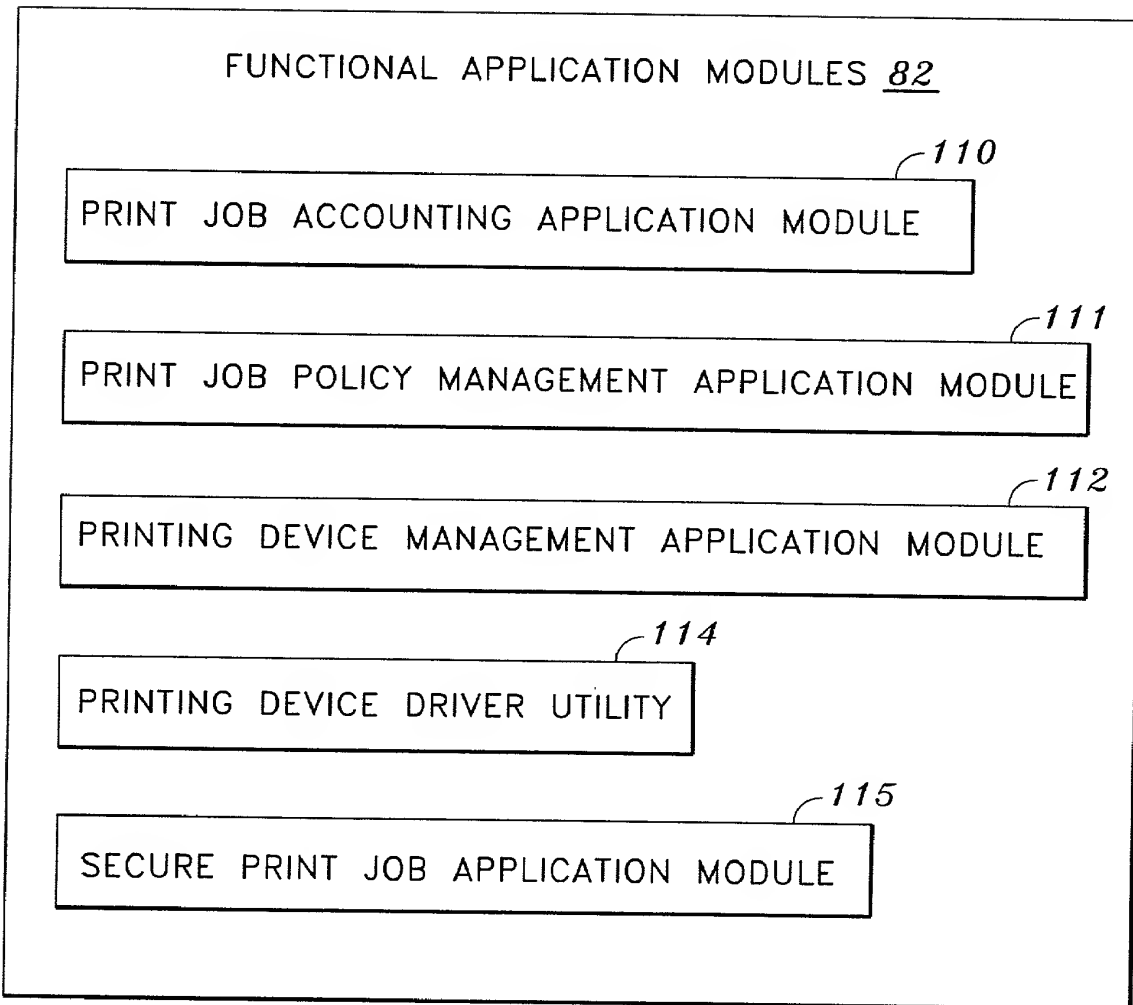 FUNCTIONAL APPLICATION MODULES 82
110
PRINT JOB ACCOUNTING APPLICATION MODULE
111
PRINT JOB POLICY MANAGEMENT APPLICATION MODULE
112
PRINTING DEVICE MANAGEMENT APPLICATION MODULE
114
PRINTING DEVICE DRIVER UTILITY
115
SECURE PRINT JOB APPLICATION MODULE